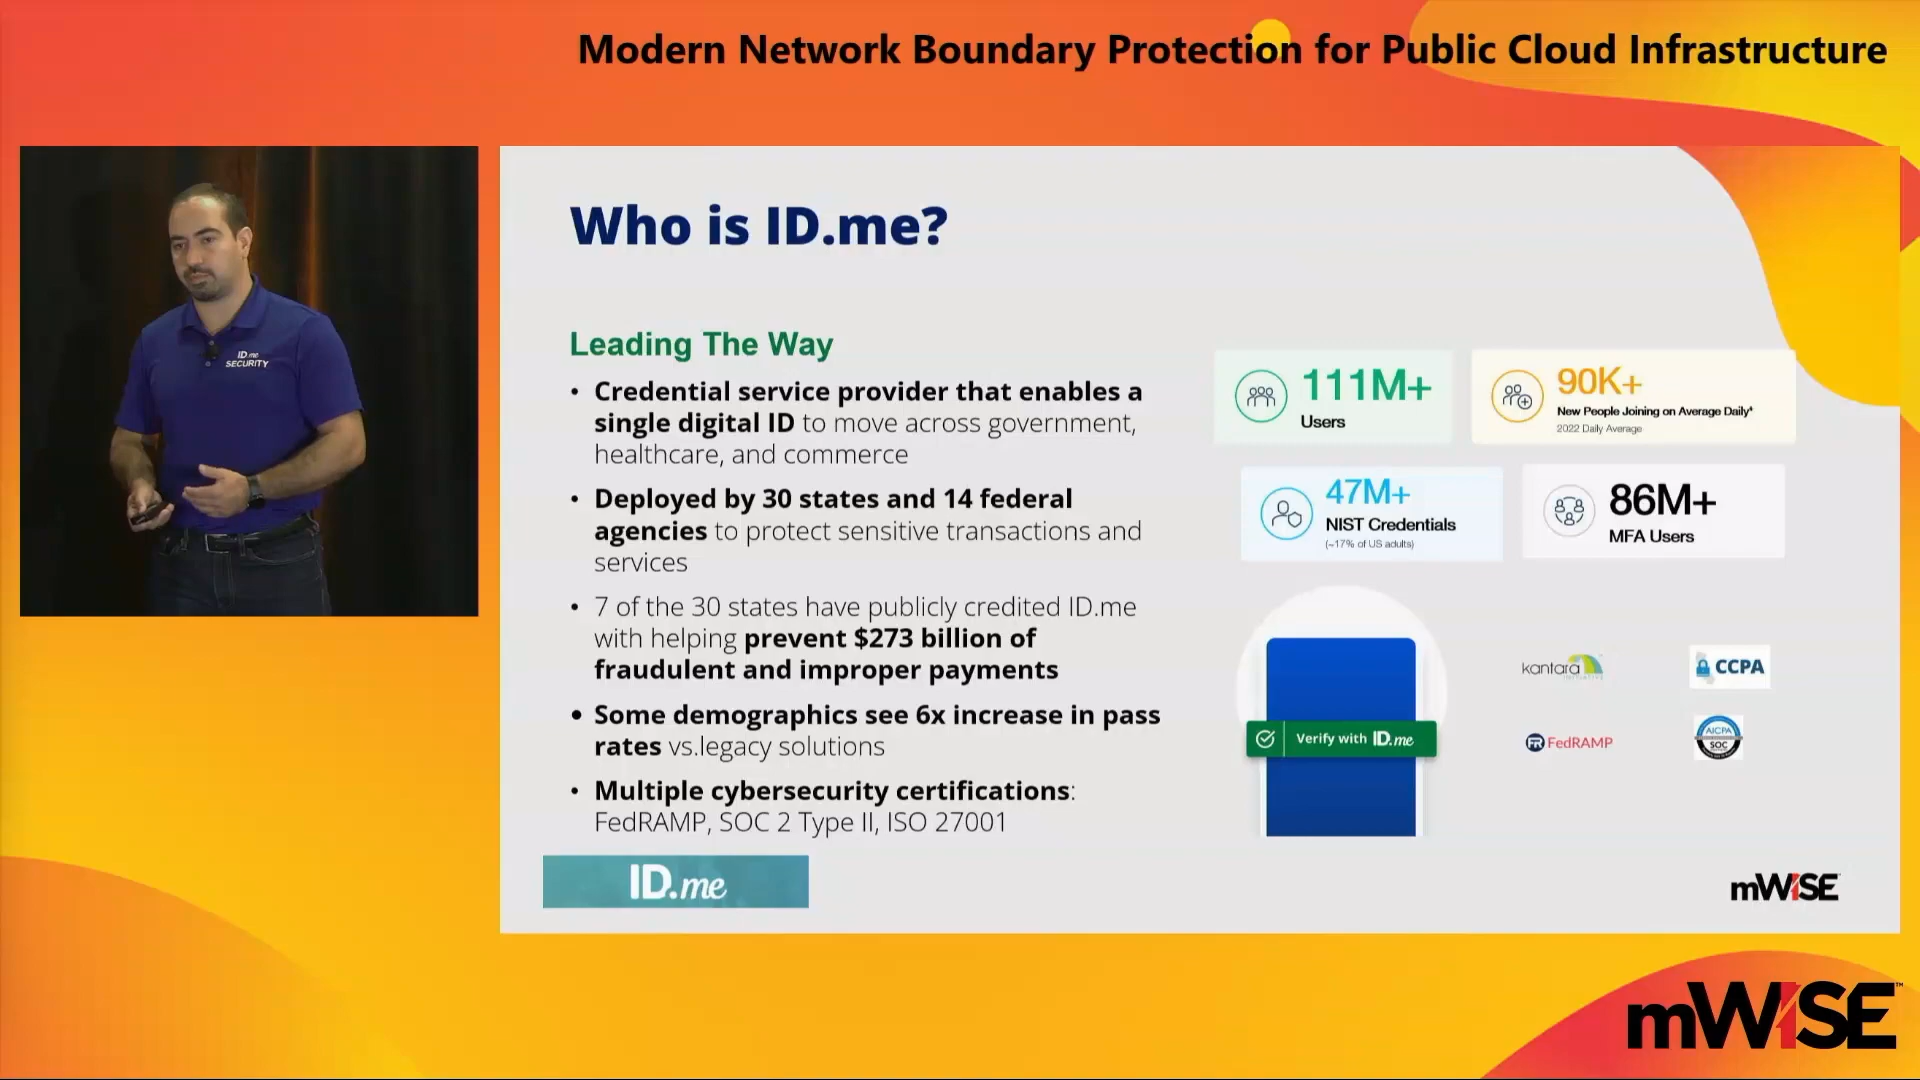 Modern Network Boundary Protection for Public Cloud Infrastructure
ID.me
SECURITY
Who is ID.me?
Leading The Way
• Credential service provider that enables a
single digital ID to move across government,
healthcare, and commerce
• Deployed by 30 states and 14 federal
agencies to protect sensitive transactions and
services
• 7 of the 30 states have publicly credited ID.me
with helping prevent $273 billion of
fraudulent and improper payments
• Some demographics see 6x increase in pass
rates vs.legacy solutions
• Multiple cybersecurity certifications:
FedRAMP, SOC 2 Type II, ISO 27001
111M+
Users
90K+
New People Joining on Average Daily*
2022 Daily Average
47M+
NIST Credentials
(~17% of US adults)
86M+
MFA Users
Verify with ID.me
kantara
CCPA
FedRAMP
AICPA
SOC
ID.me
mWISE
mWISE™